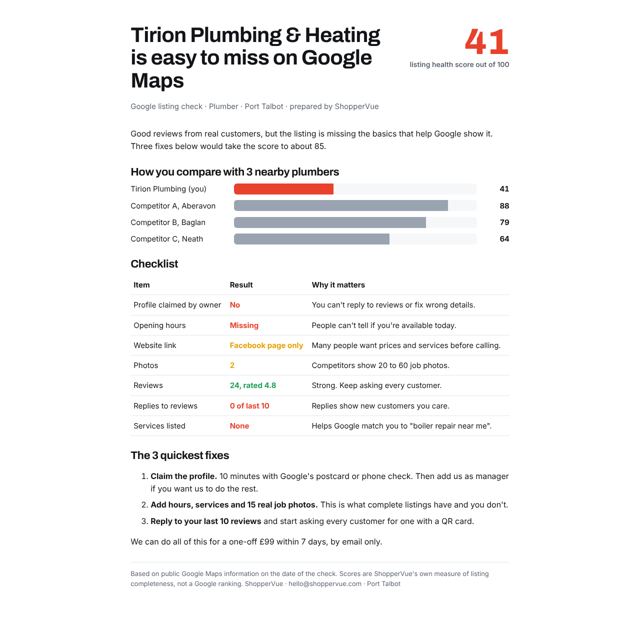 Tirion Plumbing & Heating
is easy to miss on Google
Maps
41
listing health score out of 100
Google listing check · Plumber · Port Talbot · prepared by ShopperVue
Good reviews from real customers, but the listing is missing the basics that help Google show it.
Three fixes below would take the score to about 85.
How you compare with 3 nearby plumbers
Tirion Plumbing (you) 41
Competitor A, Aberavon 88
Competitor B, Baglan 79
Competitor C, Neath 64
Checklist
Item Result Why it matters
Profile claimed by owner No You can't reply to reviews or fix wrong details.
Opening hours Missing People can't tell if you're available today.
Website link Facebook page only Many people want prices and services before calling.
Photos 2 Competitors show 20 to 60 job photos.
Reviews 24, rated 4.8 Strong. Keep asking every customer.
Replies to reviews 0 of last 10 Replies show new customers you care.
Services listed None Helps Google match you to "boiler repair near me".
The 3 quickest fixes
1. Claim the profile. 10 minutes with Google's postcard or phone check. Then add us as manager
if you want us to do the rest.
2. Add hours, services and 15 real job photos. This is what complete listings have and you don't.
3. Reply to your last 10 reviews and start asking every customer for one with a QR card.
We can do all of this for a one-off £99 within 7 days, by email only.
Based on public Google Maps information on the date of the check. Scores are ShopperVue's own measure of listing
completeness, not a Google ranking. ShopperVue · hello@shoppervue.com · Port Talbot